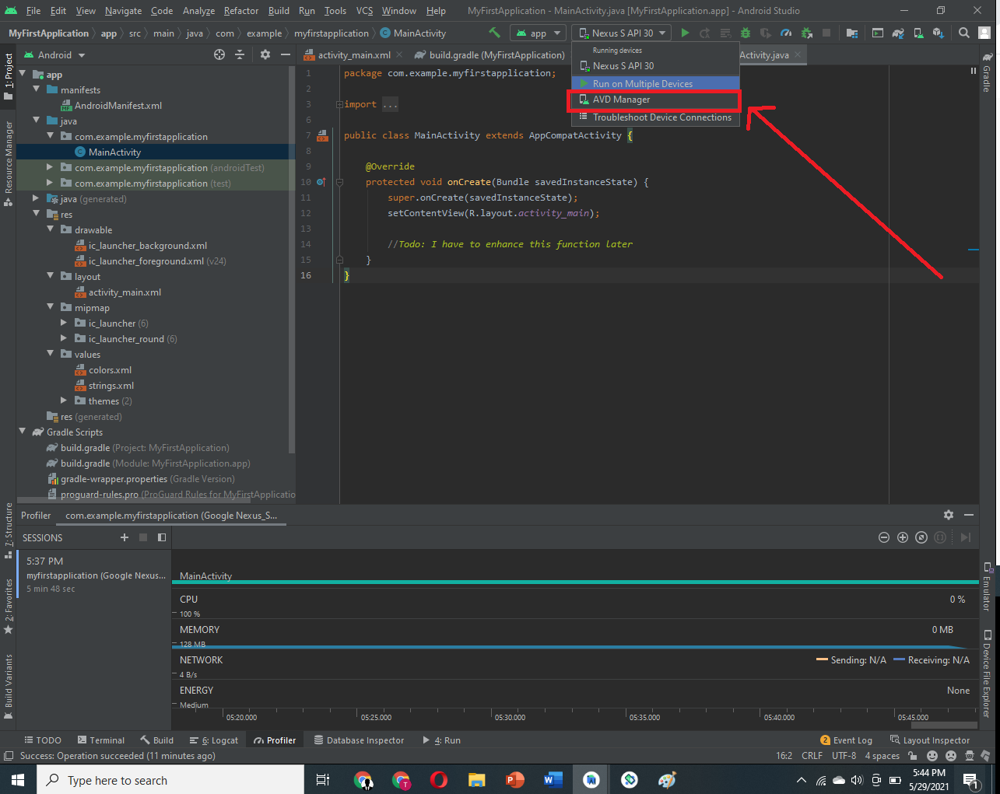 File Edit View Navigate Code Analyze Refactor Build Run Tools VCS Window Help MyFirstApplication - MainActivity.java [MyFirstApplication.app] - Android Studio
MyFirstApplication app src main java com example myfirstapplication MainActivity app Nexus S API 30
Android
activity_main.xml build.gradle (MyFirstApplication) Activity.java
Running devices
Nexus S API 30
Run on Multiple Devices
AVD Manager
Troubleshoot Device Connections
1: Project
Resource Manager
7: Structure
2: Favorites
Build Variants
app
manifests
AndroidManifest.xml
java
com.example.myfirstapplication
MainActivity
com.example.myfirstapplication (androidTest)
com.example.myfirstapplication (test)
java (generated)
res
drawable
ic_launcher_background.xml
ic_launcher_foreground.xml (v24)
layout
activity_main.xml
mipmap
ic_launcher (6)
ic_launcher_round (6)
values
colors.xml
strings.xml
themes (2)
res (generated)
Gradle Scripts
build.gradle (Project: MyFirstApplication)
build.gradle (Module: MyFirstApplication.app)
gradle-wrapper.properties (Gradle Version)
proguard-rules.pro (ProGuard Rules for MyFirstApplicatio
1 package com.example.myfirstapplication;
2
3 import ...
6
7 public class MainActivity extends AppCompatActivity {
8
9 @Override
10 protected void onCreate(Bundle savedInstanceState) {
11 super.onCreate(savedInstanceState);
12 setContentView(R.layout.activity_main);
13
14 //Todo: I have to enhance this function later
15 }
16 }
Gradle
Emulator
Device File Explorer
Profiler com.example.myfirstapplication (Google Nexus_S...
SESSIONS
5:37 PM
myfirstapplication (Google Nexus...
5 min 48 sec
MainActivity
CPU 0 %
100 %
MEMORY 0 MB
128 MB
NETWORK Sending: N/A Receiving: N/A
4 B/s
ENERGY None
Medium
05:20.000 05:25.000 05:30.000 05:35.000 05:40.000 05:45.000
TODO Terminal Build 6: Logcat Profiler Database Inspector 4: Run 2 Event Log Layout Inspector
Success: Operation succeeded (11 minutes ago) 16:2 CRLF UTF-8 4 spaces
Type here to search
5:44 PM
5/29/2021
1